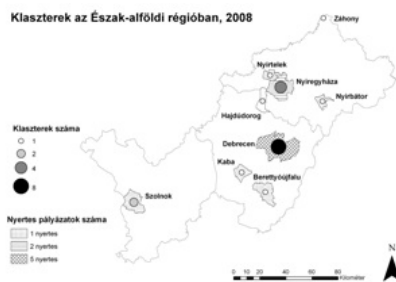 Klaszterek az Észak-alföldi régióban, 2008
Záhony
Nyírtelek
Nyíregyháza
Nyírbátor
Hajdúdorog
Klaszterek száma
1
2
4
8
Debrecen
Kaba
Berettyóújfalu
Szolnok
Nyertes pályázatok száma
1 nyertes
2 nyertes
5 nyertes
N
0 10 20 40 60 80
Kilométer